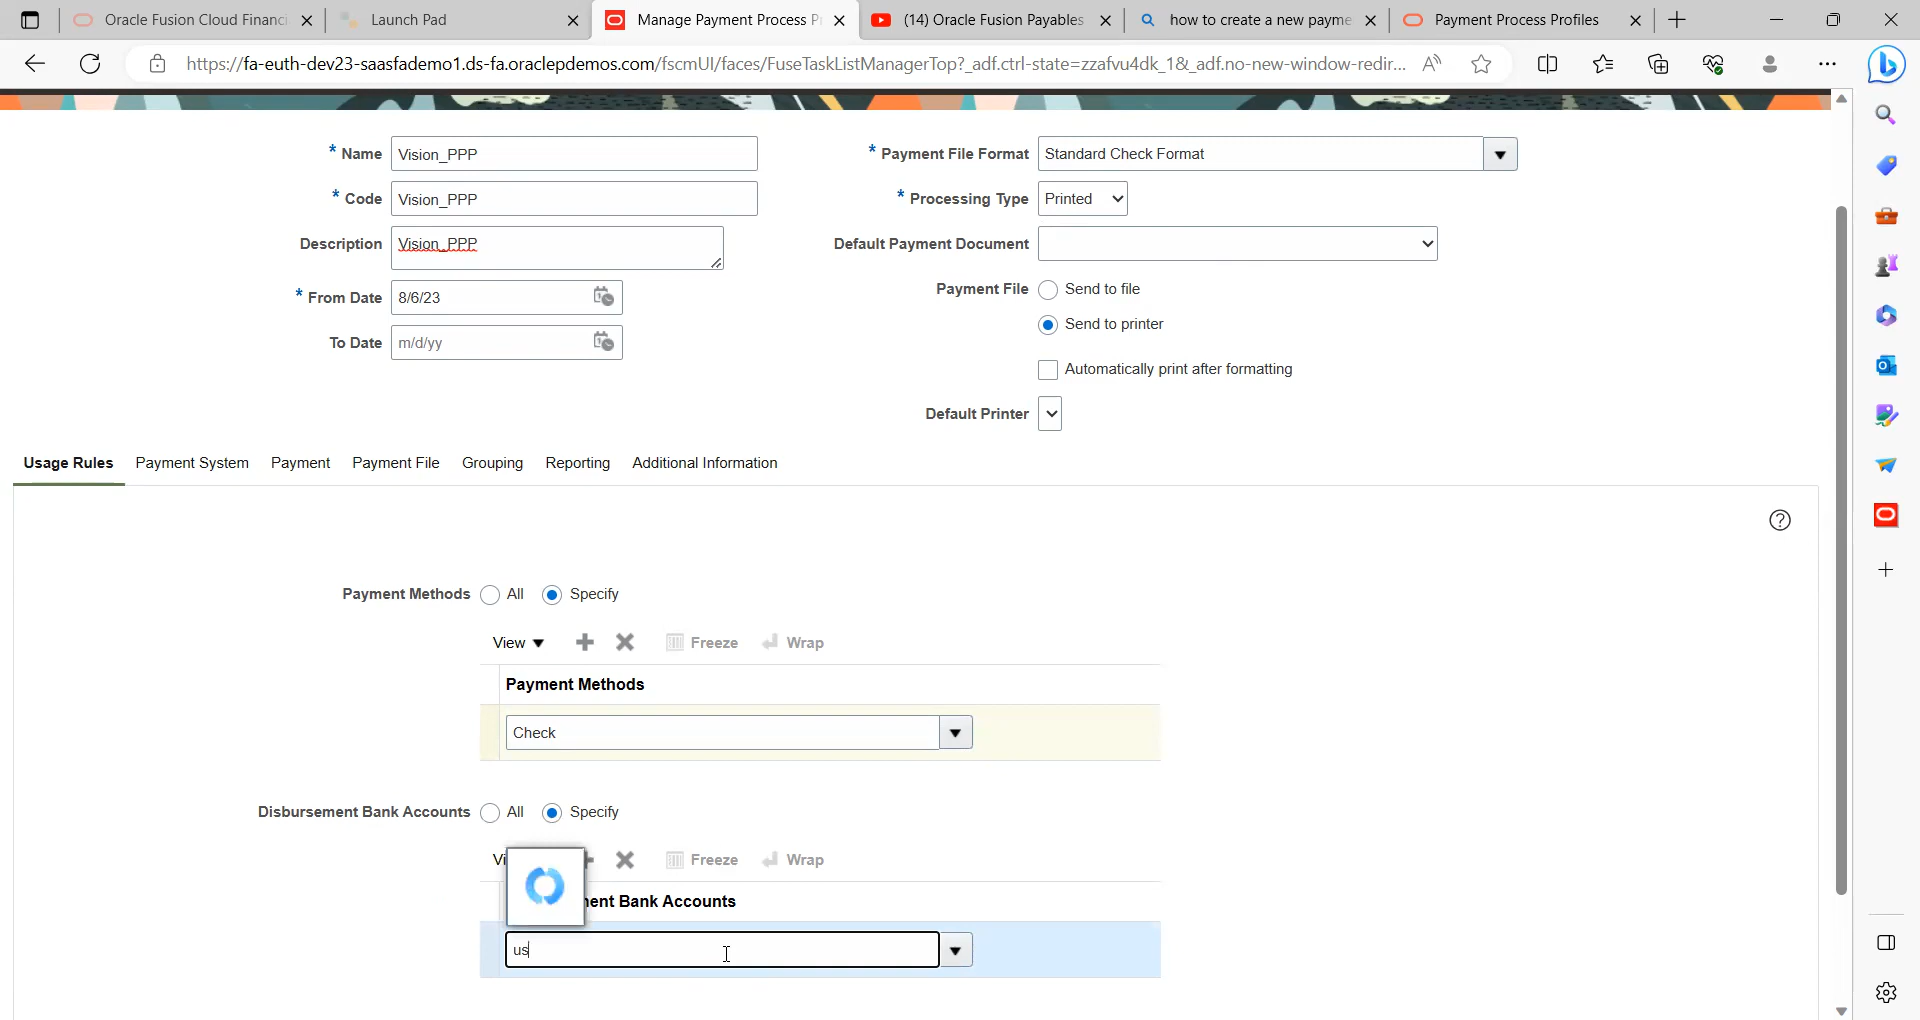 Oracle Fusion Cloud Financi
Launch Pad
Manage Payment Process P
(14) Oracle Fusion Payables
how to create a new payme
Payment Process Profiles
https://fa-euth-dev23-saasfademo1.ds-fa.oraclepdemos.com/fscmUI/faces/FuseTaskListManagerTop?_adf.ctrl-state=zzafvu4dk_1&_adf.no-new-window-redir...
* Name Vision_PPP
* Payment File Format Standard Check Format
* Code Vision_PPP
* Processing Type Printed
Description Vision_PPP
Default Payment Document
Payment File Send to file
* From Date 8/6/23
Send to printer
To Date m/d/yy
Automatically print after formatting
Default Printer
Usage Rules Payment System Payment Payment File Grouping Reporting Additional Information
Payment Methods All Specify
View Freeze Wrap
Payment Methods
Check
Disbursement Bank Accounts All Specify
Vi Freeze Wrap
ent Bank Accounts
us